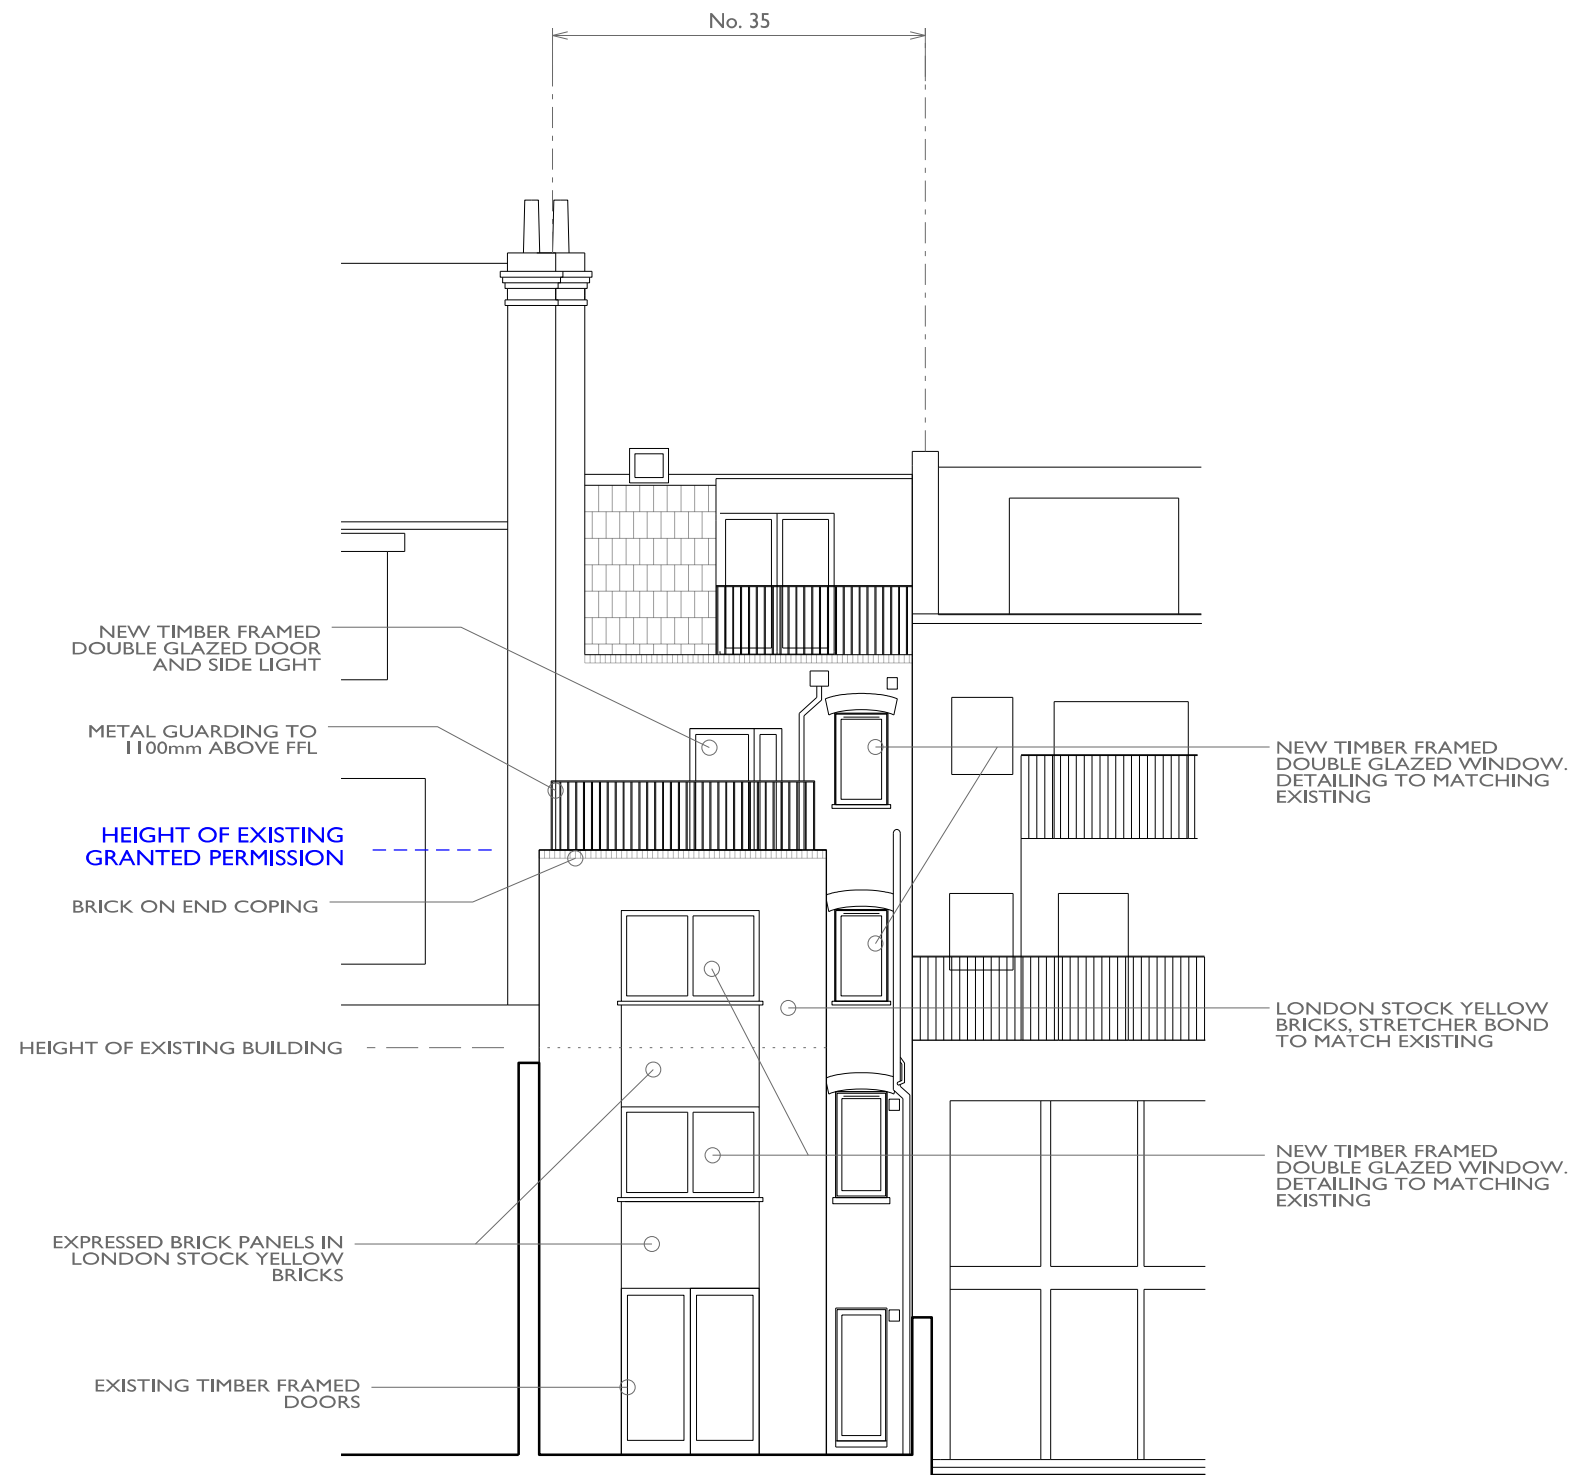 No. 35
NEW TIMBER FRAMED
DOUBLE GLAZED DOOR
AND SIDE LIGHT
METAL GUARDING TO
1100mm ABOVE FFL
HEIGHT OF EXISTING
GRANTED PERMISSION
BRICK ON END COPING
HEIGHT OF EXISTING BUILDING
EXPRESSED BRICK PANELS IN
LONDON STOCK YELLOW
BRICKS
EXISTING TIMBER FRAMED
DOORS
NEW TIMBER FRAMED
DOUBLE GLAZED WINDOW.
DETAILING TO MATCHING
EXISTING
LONDON STOCK YELLOW
BRICKS, STRETCHER BOND
TO MATCH EXISTING
NEW TIMBER FRAMED
DOUBLE GLAZED WINDOW.
DETAILING TO MATCHING
EXISTING